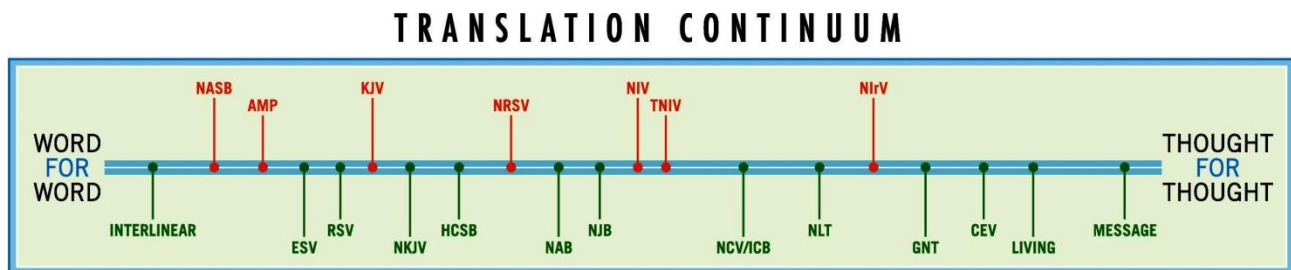 TRANSLATION CONTINUUM
NASB
AMP
KJV
NRSV
NIV
TNIV
NIrV
WORD
FOR
WORD
THOUGHT
FOR
THOUGHT
INTERLINEAR
ESV
RSV
NKJV
HCSB
NAB
NJB
NCV/ICB
NLT
GNT
CEV
LIVING
MESSAGE